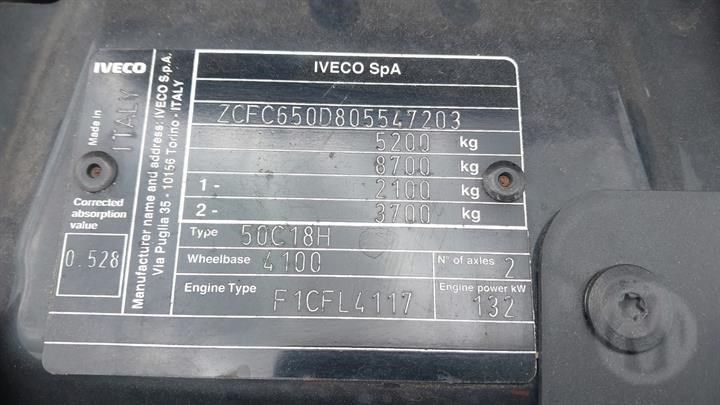 IVECO
Made in
ITALY
Corrected
absorption
value
0.528
Manufacturer name and address: IVECO S.p.A.
Via Puglia 35 - 10156 Torino - ITALY
IVECO SpA
ZCFC650D805547203
5200 kg
8700 kg
1 - 2100 kg
2 - 3700 kg
Type 50C18H
Wheelbase 4100 N° of axles 2
Engine Type F1CFL4117 Engine power kW 132